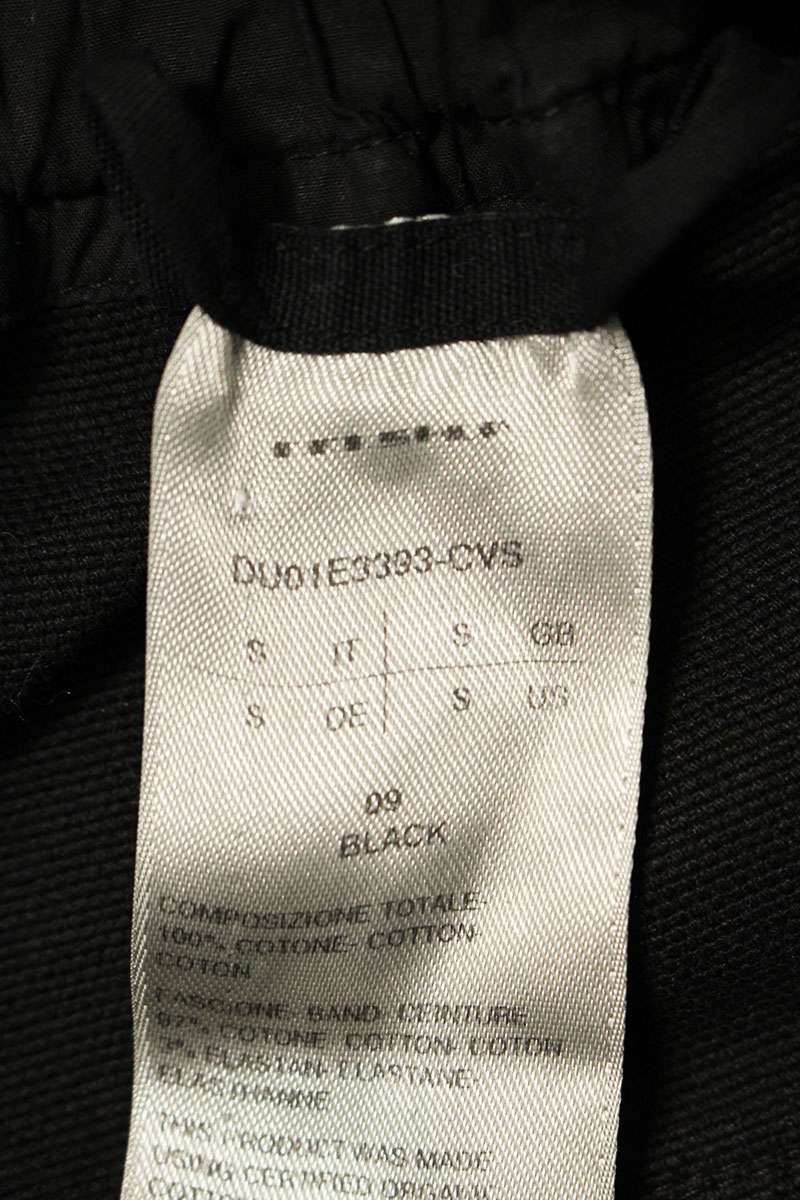 DU01E3393-CVS
S IT S GB
S DE S US
09
BLACK
COMPOSIZIONE TOTALE-
100% COTONE- COTTON-
COTON
FASCIONE- BAND- CEINTURE
97% COTONE- COTTON- COTON
3% ELASTAN- ELASTANE-
ELASTHANNE
THIS PRODUCT WAS MADE
USING CERTIFIED ORGANIC